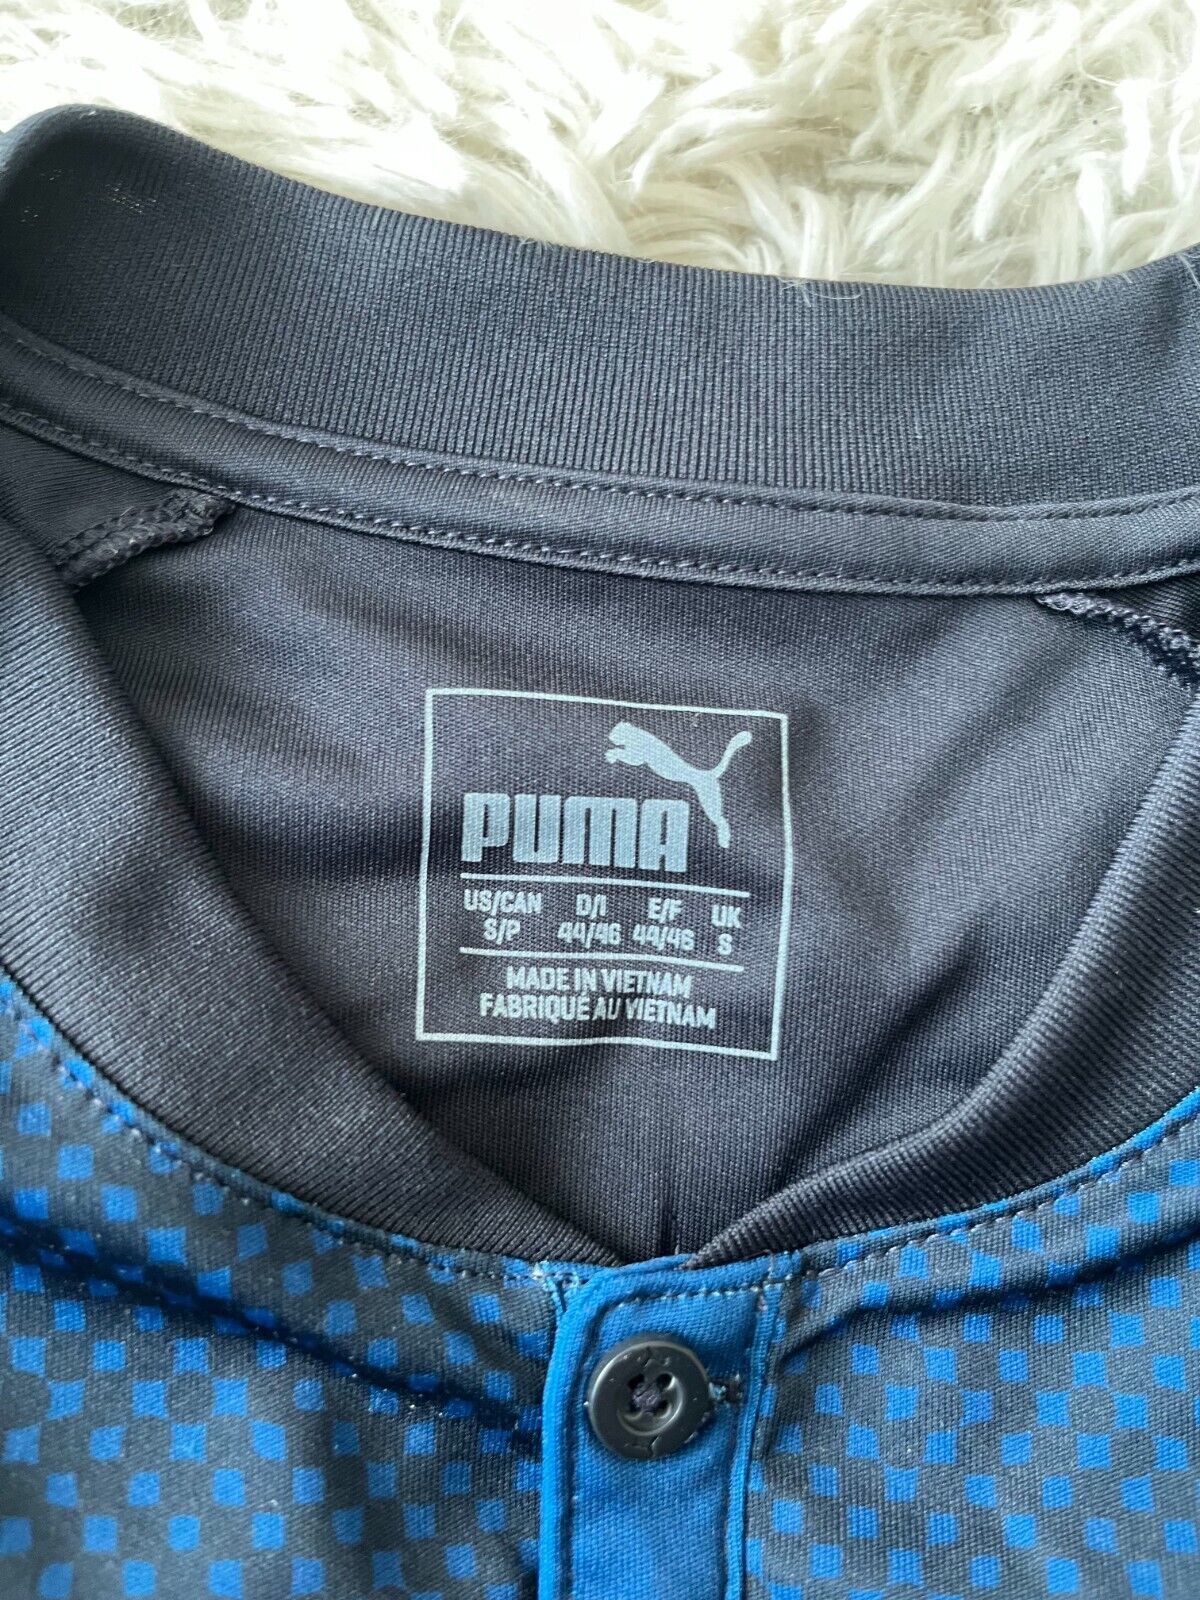 PUMA
US/CAN D/I E/F UK
S/P 44/46 44/46 S
MADE IN VIETNAM
FABRIQUÉ AU VIETNAM